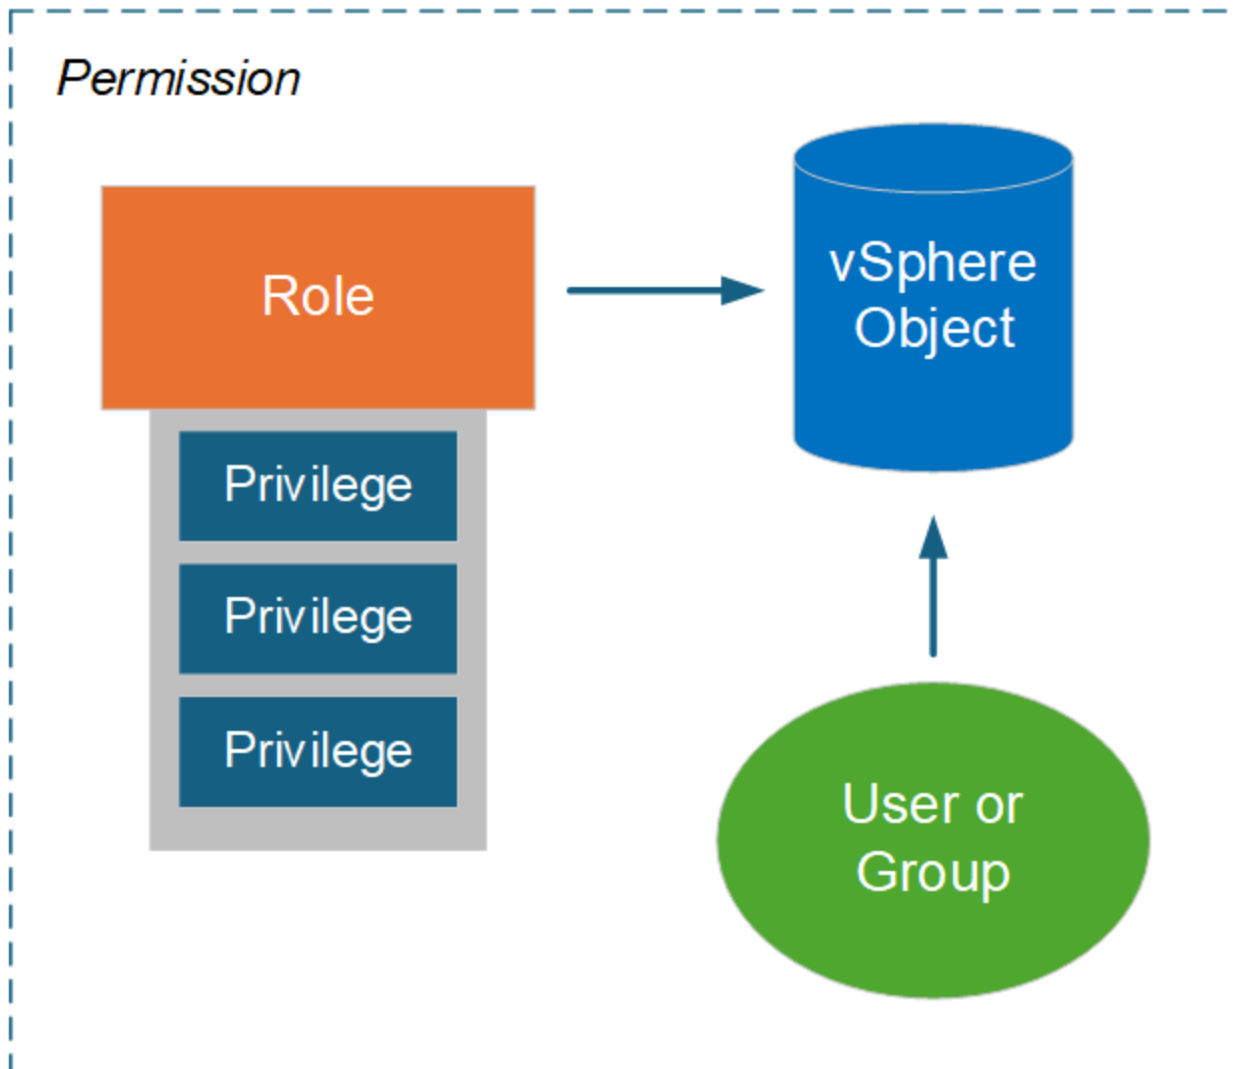 Permission
Role
vSphere
Object
Privilege
Privilege
Privilege
User or
Group